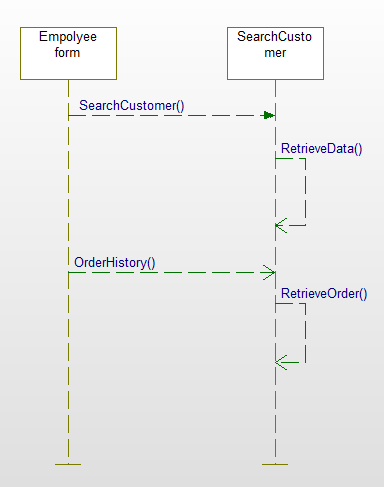 Empolyee
form
SearchCusto
mer
SearchCustomer()
RetrieveData()
OrderHistory()
RetrieveOrder()